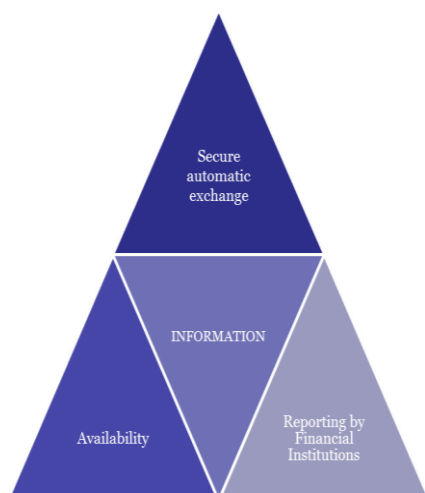 Secure
automatic
exchange
INFORMATION
Availability
Reporting by
Financial
Institutions